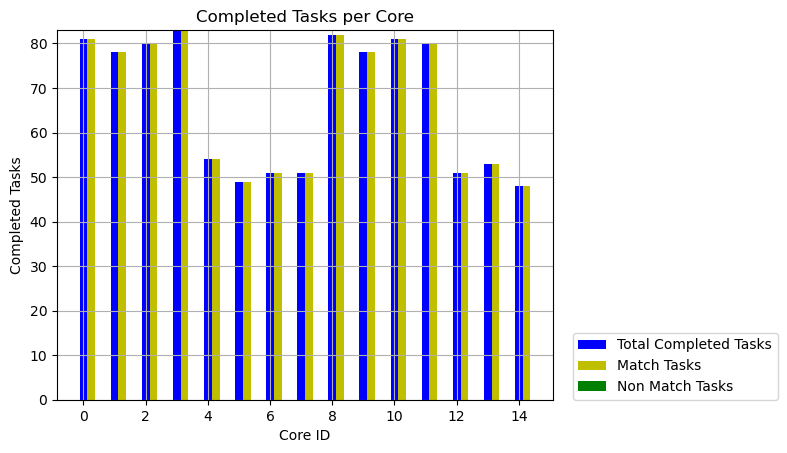 Completed Tasks per Core
Completed Tasks
80
70
60
50
40
30
20
10
0
0 2 4 6 8 10 12 14
Core ID
Total Completed Tasks
Match Tasks
Non Match Tasks